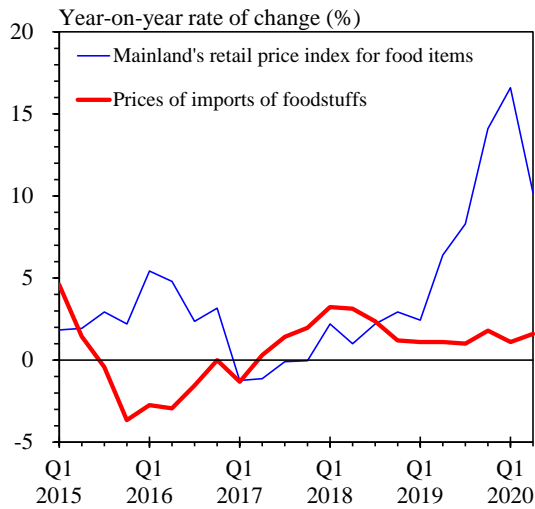 Year-on-year rate of change (%)
20
Mainland's retail price index for food items
Prices of imports of foodstuffs
15
10
5
0
-5
Q1 Q1 Q1 Q1 Q1 Q1
2015 2016 2017 2018 2019 2020